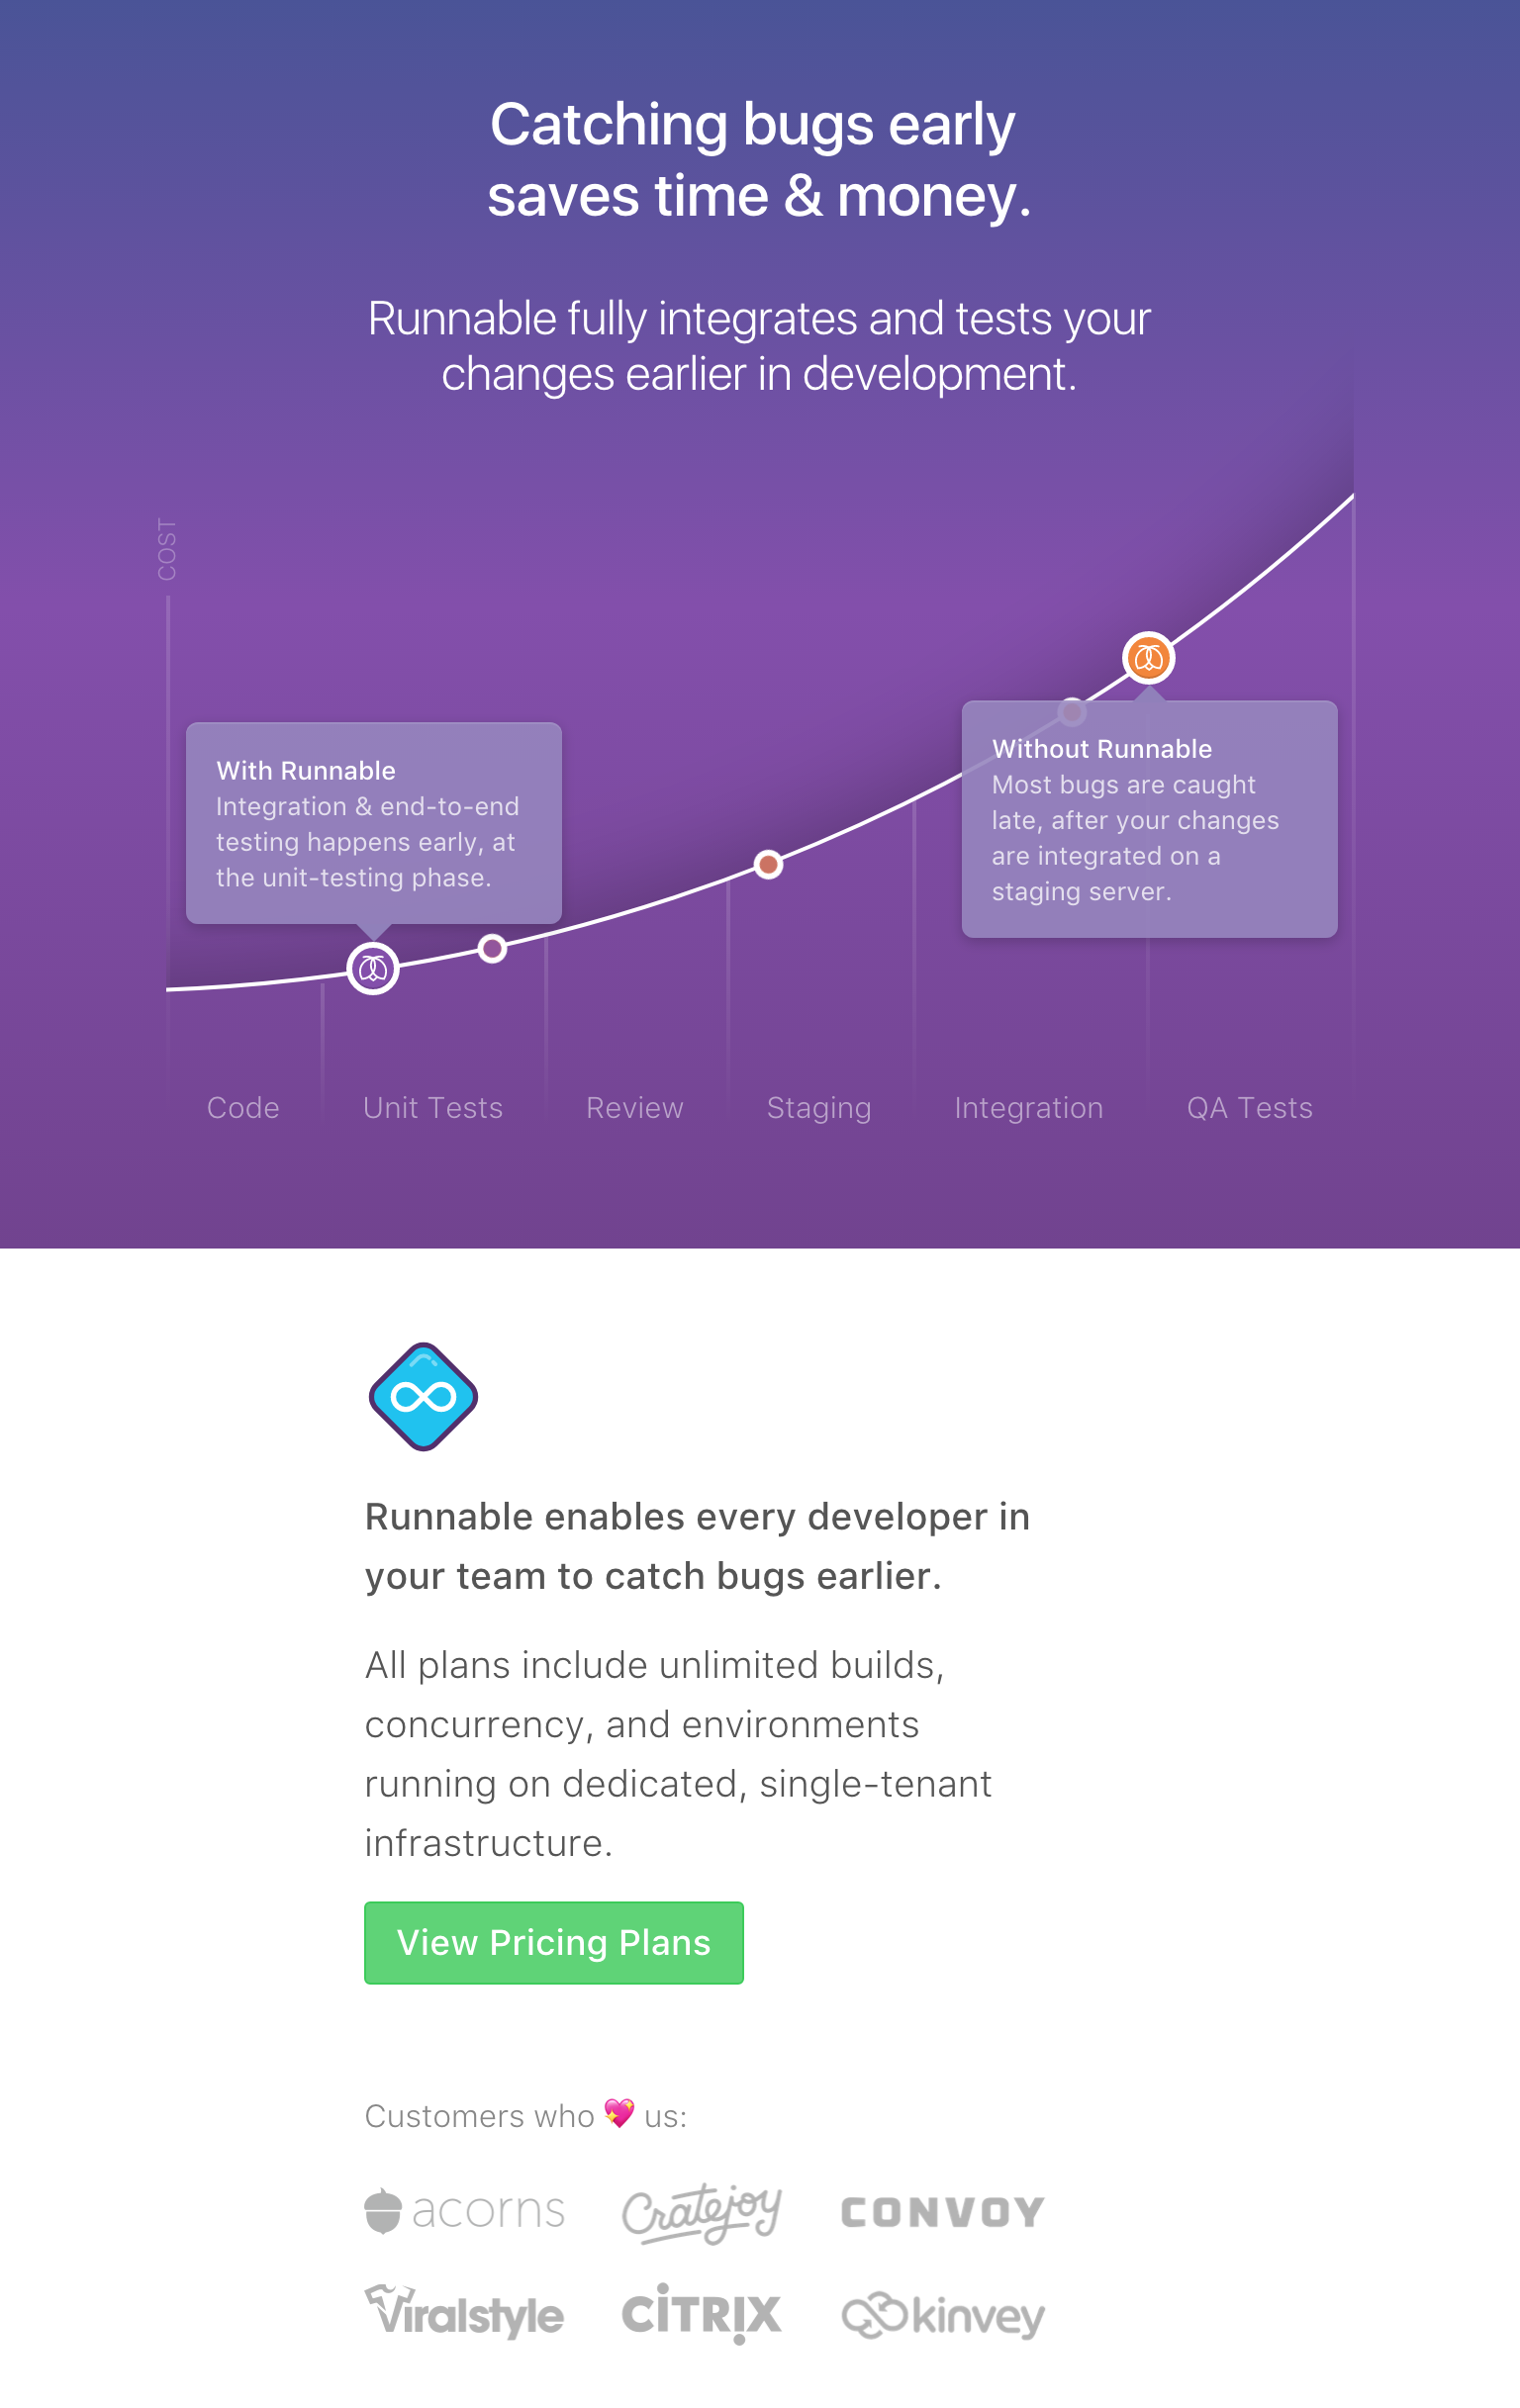 Catching bugs early
saves time & money.
Runnable fully integrates and tests your
changes earlier in development.
COST
With Runnable
Integration & end-to-end
testing happens early, at
the unit-testing phase.
Without Runnable
Most bugs are caught
late, after your changes
are integrated on a
staging server.
Code Unit Tests Review Staging Integration QA Tests
Runnable enables every developer in
your team to catch bugs earlier.
All plans include unlimited builds,
concurrency, and environments
running on dedicated, single-tenant
infrastructure.
View Pricing Plans
Customers who 💖 us:
acorns Cratejoy CONVOY
Viralstyle CITRIX kinvey